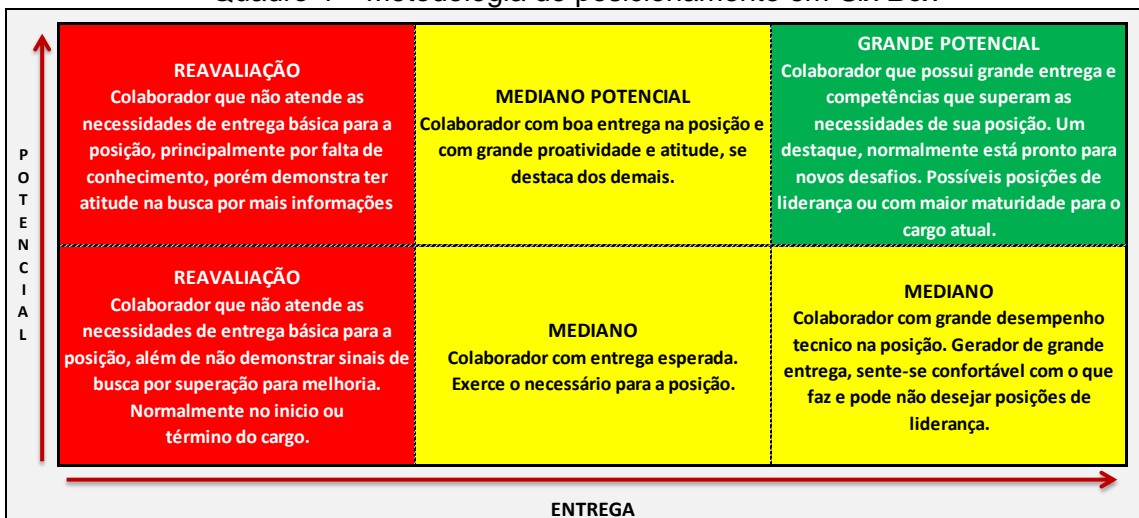 P
O
T
E
N
C
I
A
L
REAVALIAÇÃO
Colaborador que não atende as
necessidades de entrega básica para a
posição, principalmente por falta de
conhecimento, porém demonstra ter
atitude na busca por mais informações
MEDIANO POTENCIAL
Colaborador com boa entrega na posição e
com grande proatividade e atitude, se
destaca dos demais.
GRANDE POTENCIAL
Colaborador que possui grande entrega e
competências que superam as
necessidades de sua posição. Um
destaque, normalmente está pronto para
novos desafios. Possíveis posições de
liderança ou com maior maturidade para o
cargo atual.
REAVALIAÇÃO
Colaborador que não atende as
necessidades de entrega básica para a
posição, além de não demonstrar sinais de
busca por superação para melhoria.
Normalmente no inicio ou
término do cargo.
MEDIANO
Colaborador com entrega esperada.
Exerce o necessário para a posição.
MEDIANO
Colaborador com grande desempenho
tecnico na posição. Gerador de grande
entrega, sente-se confortável com o que
faz e pode não desejar posições de
liderança.
ENTREGA